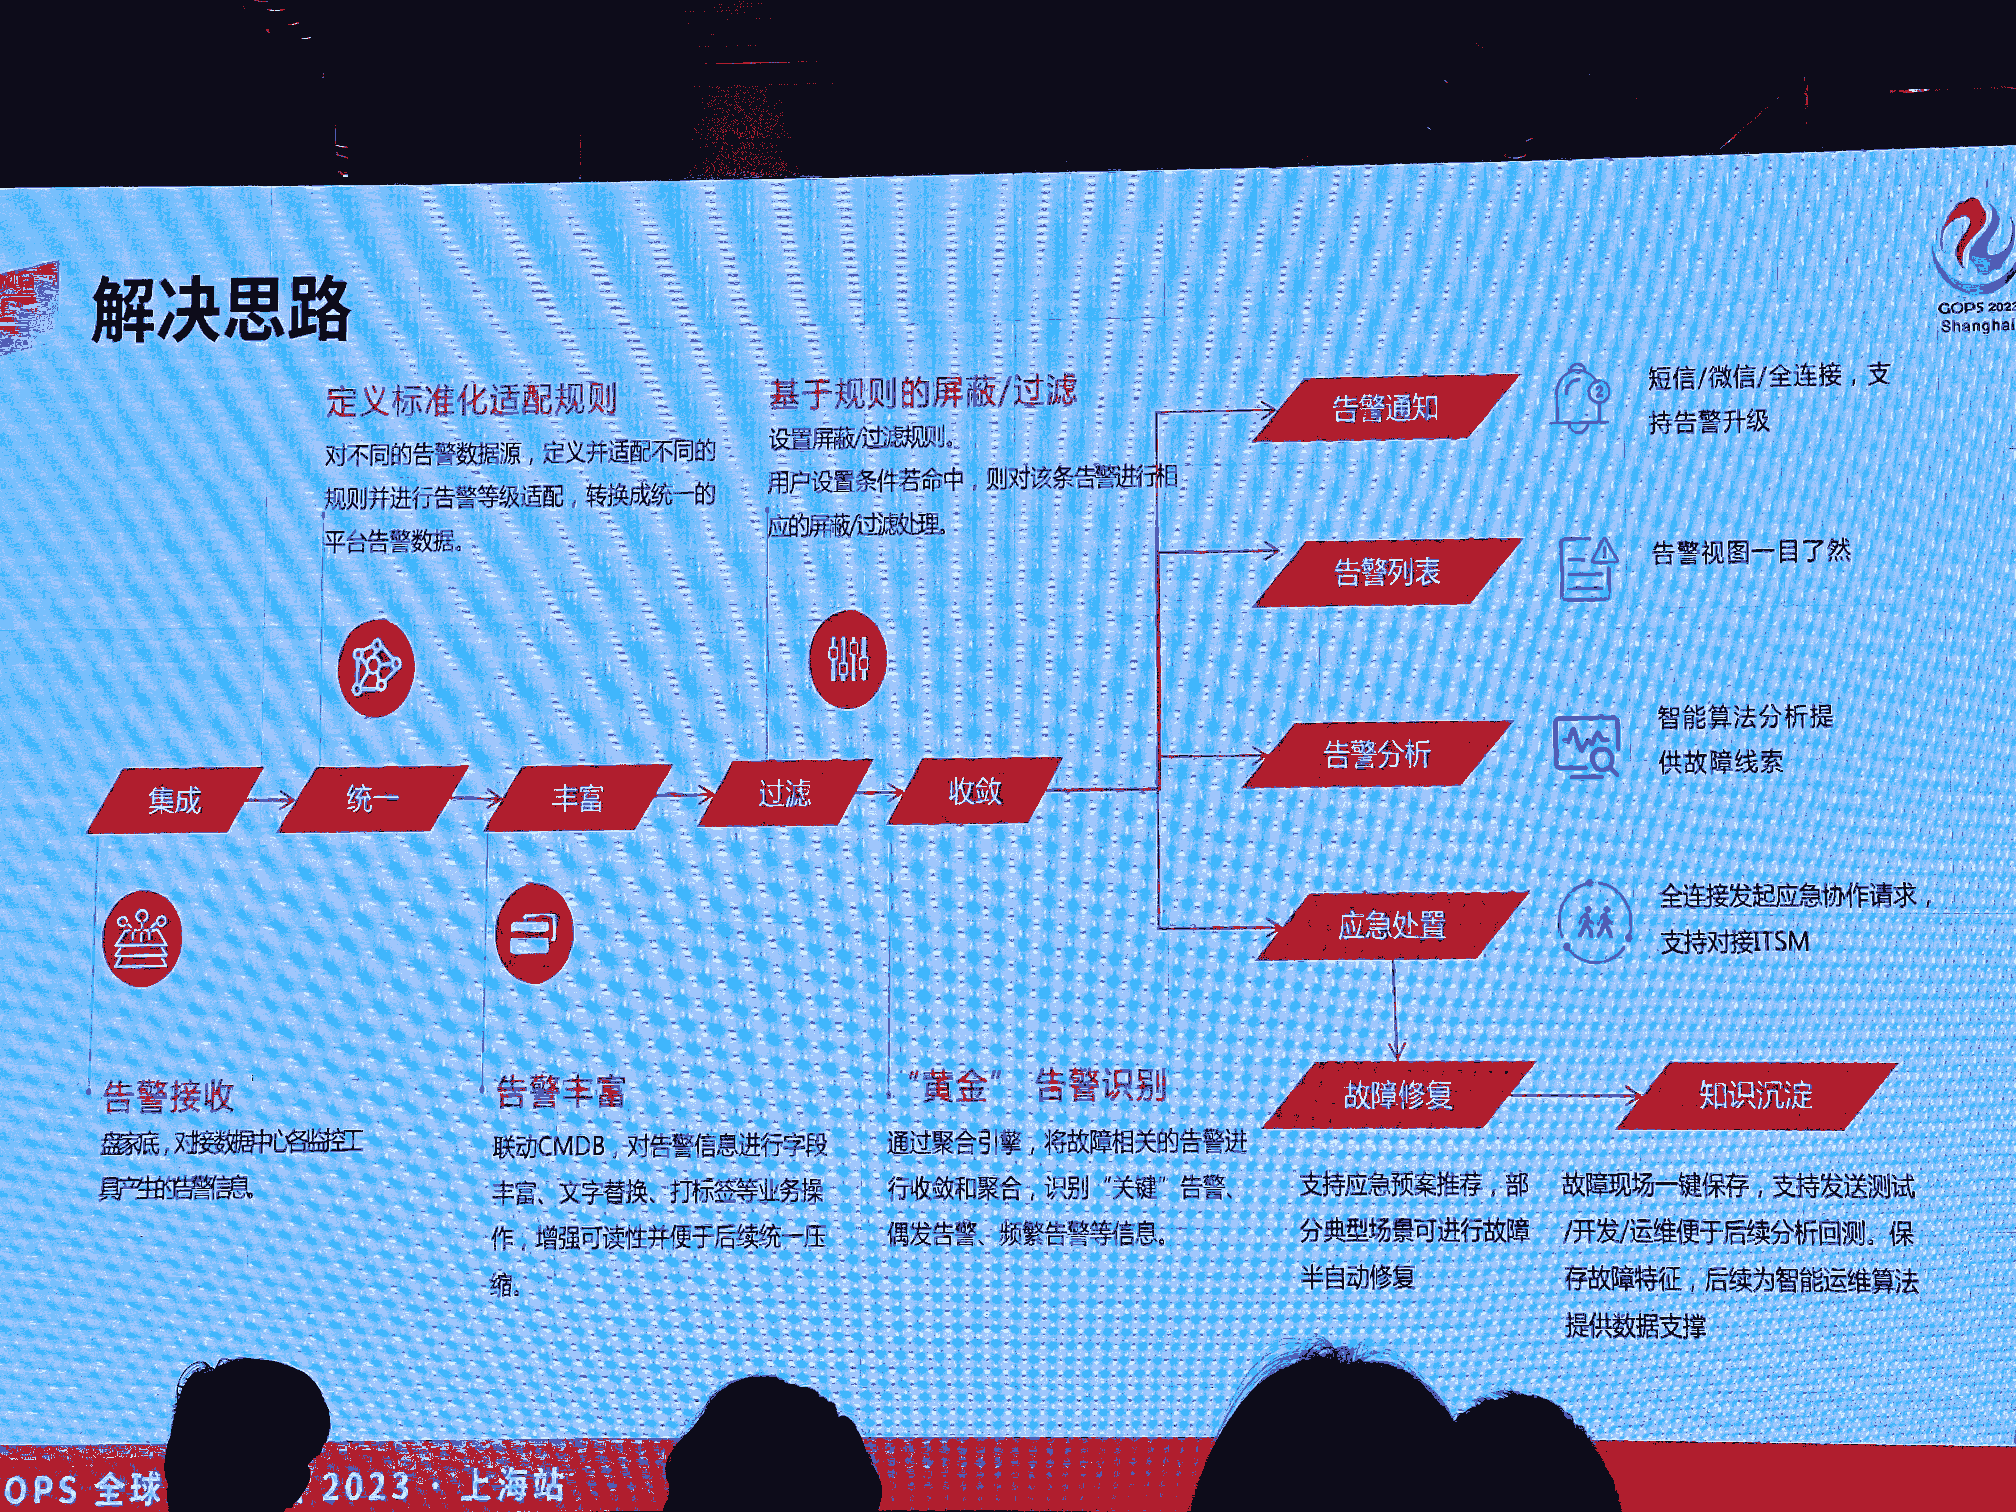 解决思路
GOPS 2023
Shanghai
定义标准化适配规则
对不同的告警数据源，定义并适配不同的
规则并进行告警等级适配，转换成统一的
平台告警数据。
基于规则的屏蔽/过滤
设置屏蔽/过滤规则。
用户设置条件若命中，则对该条告警进行相
应的屏蔽/过滤处理。
集成
统一
丰富
过滤
收敛
告警通知
短信/微信/全连接，支
持告警升级
告警列表
告警视图一目了然
告警分析
智能算法分析提
供故障线索
应急处置
全连接发起应急协作请求，
支持对接ITSM
故障修复
支持应急预案推荐，部
分典型场景可进行故障
半自动修复
知识沉淀
故障现场一键保存，支持发送测试
/开发/运维便于后续分析回测。保
存故障特征，后续为智能运维算法
提供数据支撑
告警接收
盘家底，对接数据中心各监控工
具产生的告警信息。
告警丰富
联动CMDB，对告警信息进行字段
丰富、文字替换、打标签等业务操
作，增强可读性并便于后续统一压
缩。
“黄金” 告警识别
通过聚合引擎，将故障相关的告警进
行收敛和聚合，识别“关键”告警、
偶发告警、频繁告警等信息。
OPS 全球 2023 · 上海站